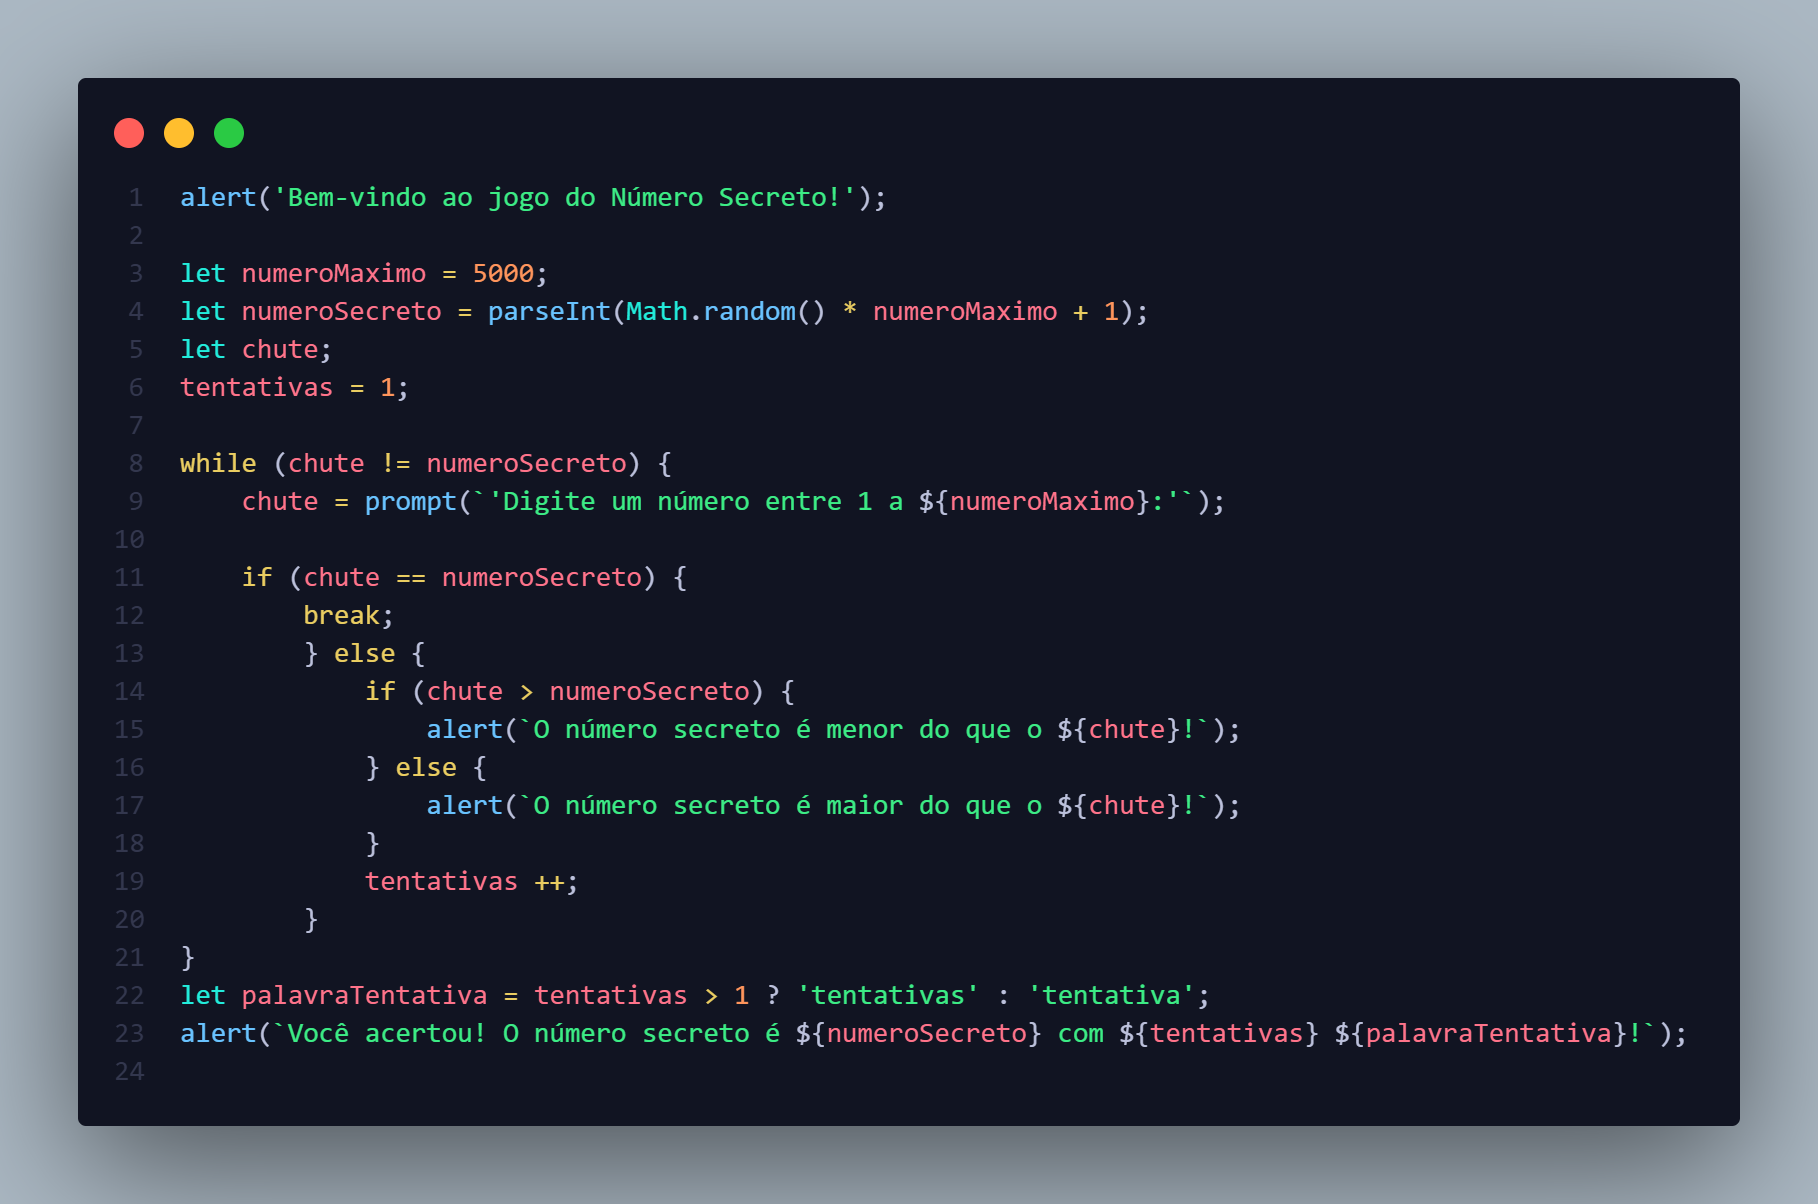 1 alert('Bem-vindo ao jogo do Número Secreto!');
2
3 let numeroMaximo = 5000;
4 let numeroSecreto = parseInt(Math.random() * numeroMaximo + 1);
5 let chute;
6 tentativas = 1;
7
8 while (chute != numeroSecreto) {
9     chute = prompt(`'Digite um número entre 1 a ${numeroMaximo}:'`);
10
11     if (chute == numeroSecreto) {
12         break;
13         } else {
14             if (chute > numeroSecreto) {
15                 alert(`O número secreto é menor do que o ${chute}!`);
16             } else {
17                 alert(`O número secreto é maior do que o ${chute}!`);
18             }
19             tentativas ++;
20         }
21 }
22 let palavraTentativa = tentativas > 1 ? 'tentativas' : 'tentativa';
23 alert(`Você acertou! O número secreto é ${numeroSecreto} com ${tentativas} ${palavraTentativa}!`);
24